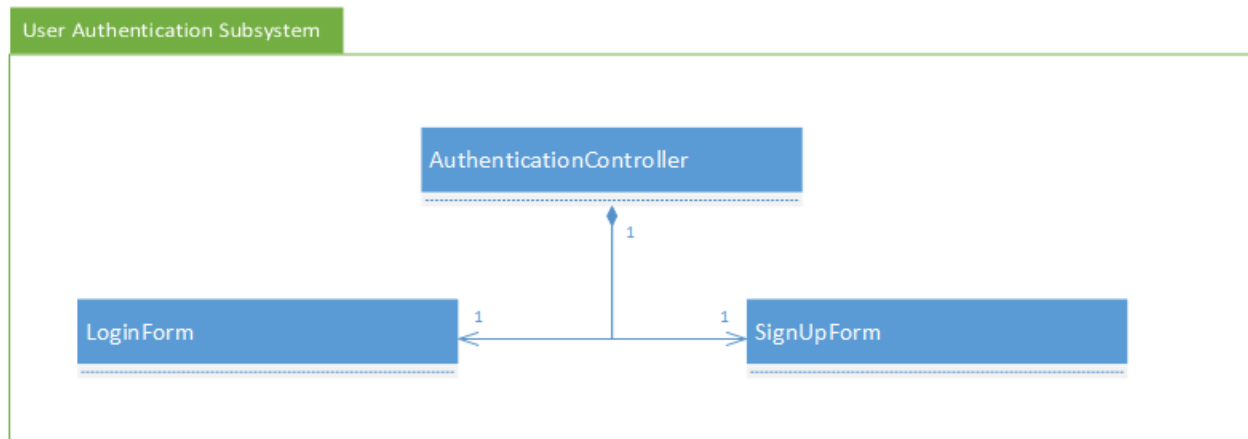 User Authentication Subsystem
AuthenticationController
1
1
1
LoginForm
SignUpForm